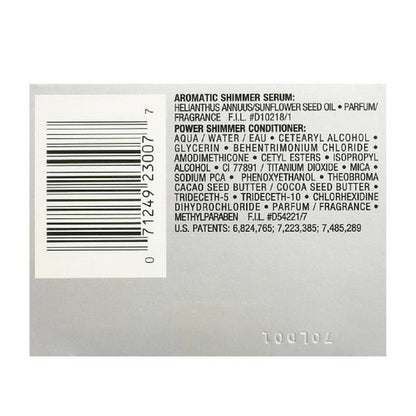 AROMATIC SHIMMER SERUM:
HELIANTHUS ANNUUS/SUNFLOWER SEED OIL • PARFUM/
FRAGRANCE F.I.L. #D10218/1
POWER SHIMMER CONDITIONER:
AQUA / WATER / EAU • CETEARYL ALCOHOL •
GLYCERIN • BEHENTRIMONIUM CHLORIDE •
AMODIMETHICONE • CETYL ESTERS • ISOPROPYL
ALCOHOL • CI 77891 / TITANIUM DIOXIDE • MICA •
SODIUM PCA • PHENOXYETHANOL • THEOBROMA
CACAO SEED BUTTER / COCOA SEED BUTTER •
TRIDECETH-5 • TRIDECETH-10 • CHLORHEXIDINE
DIHYDROCHLORIDE • PARFUM / FRAGRANCE •
METHYLPARABEN F.I.L. #D54221/7
U.S. PATENTS: 6,824,765; 7,223,385; 7,485,289
0 71249 23007 7
70LD01